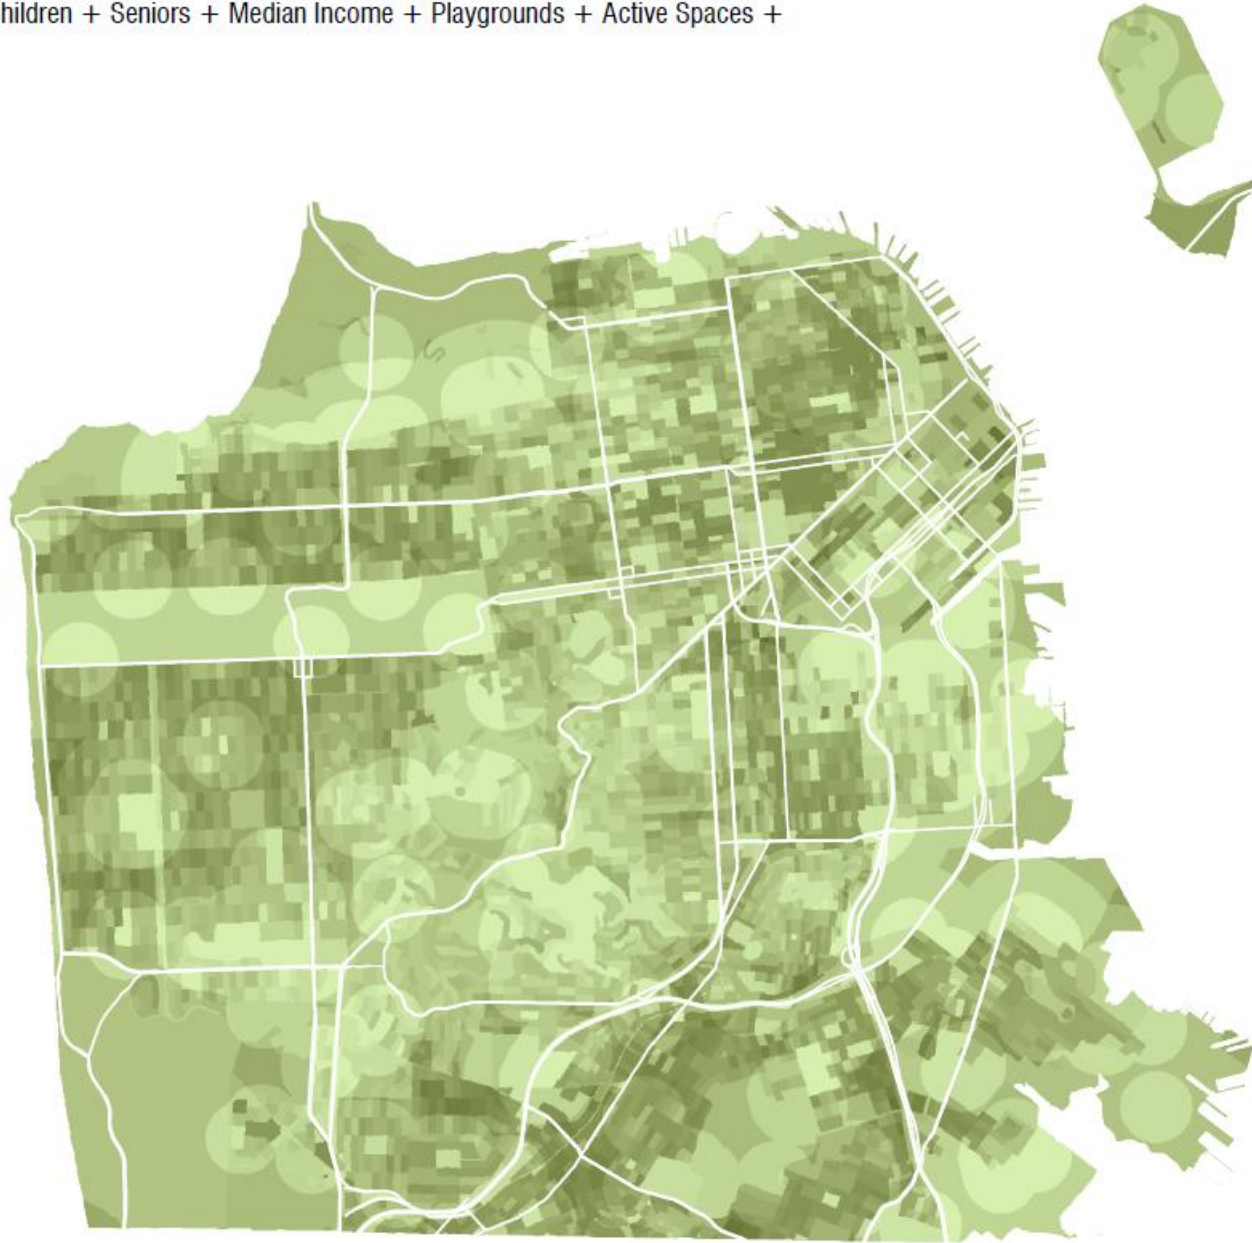 hildren + Seniors + Median Income + Playgrounds + Active Spaces +